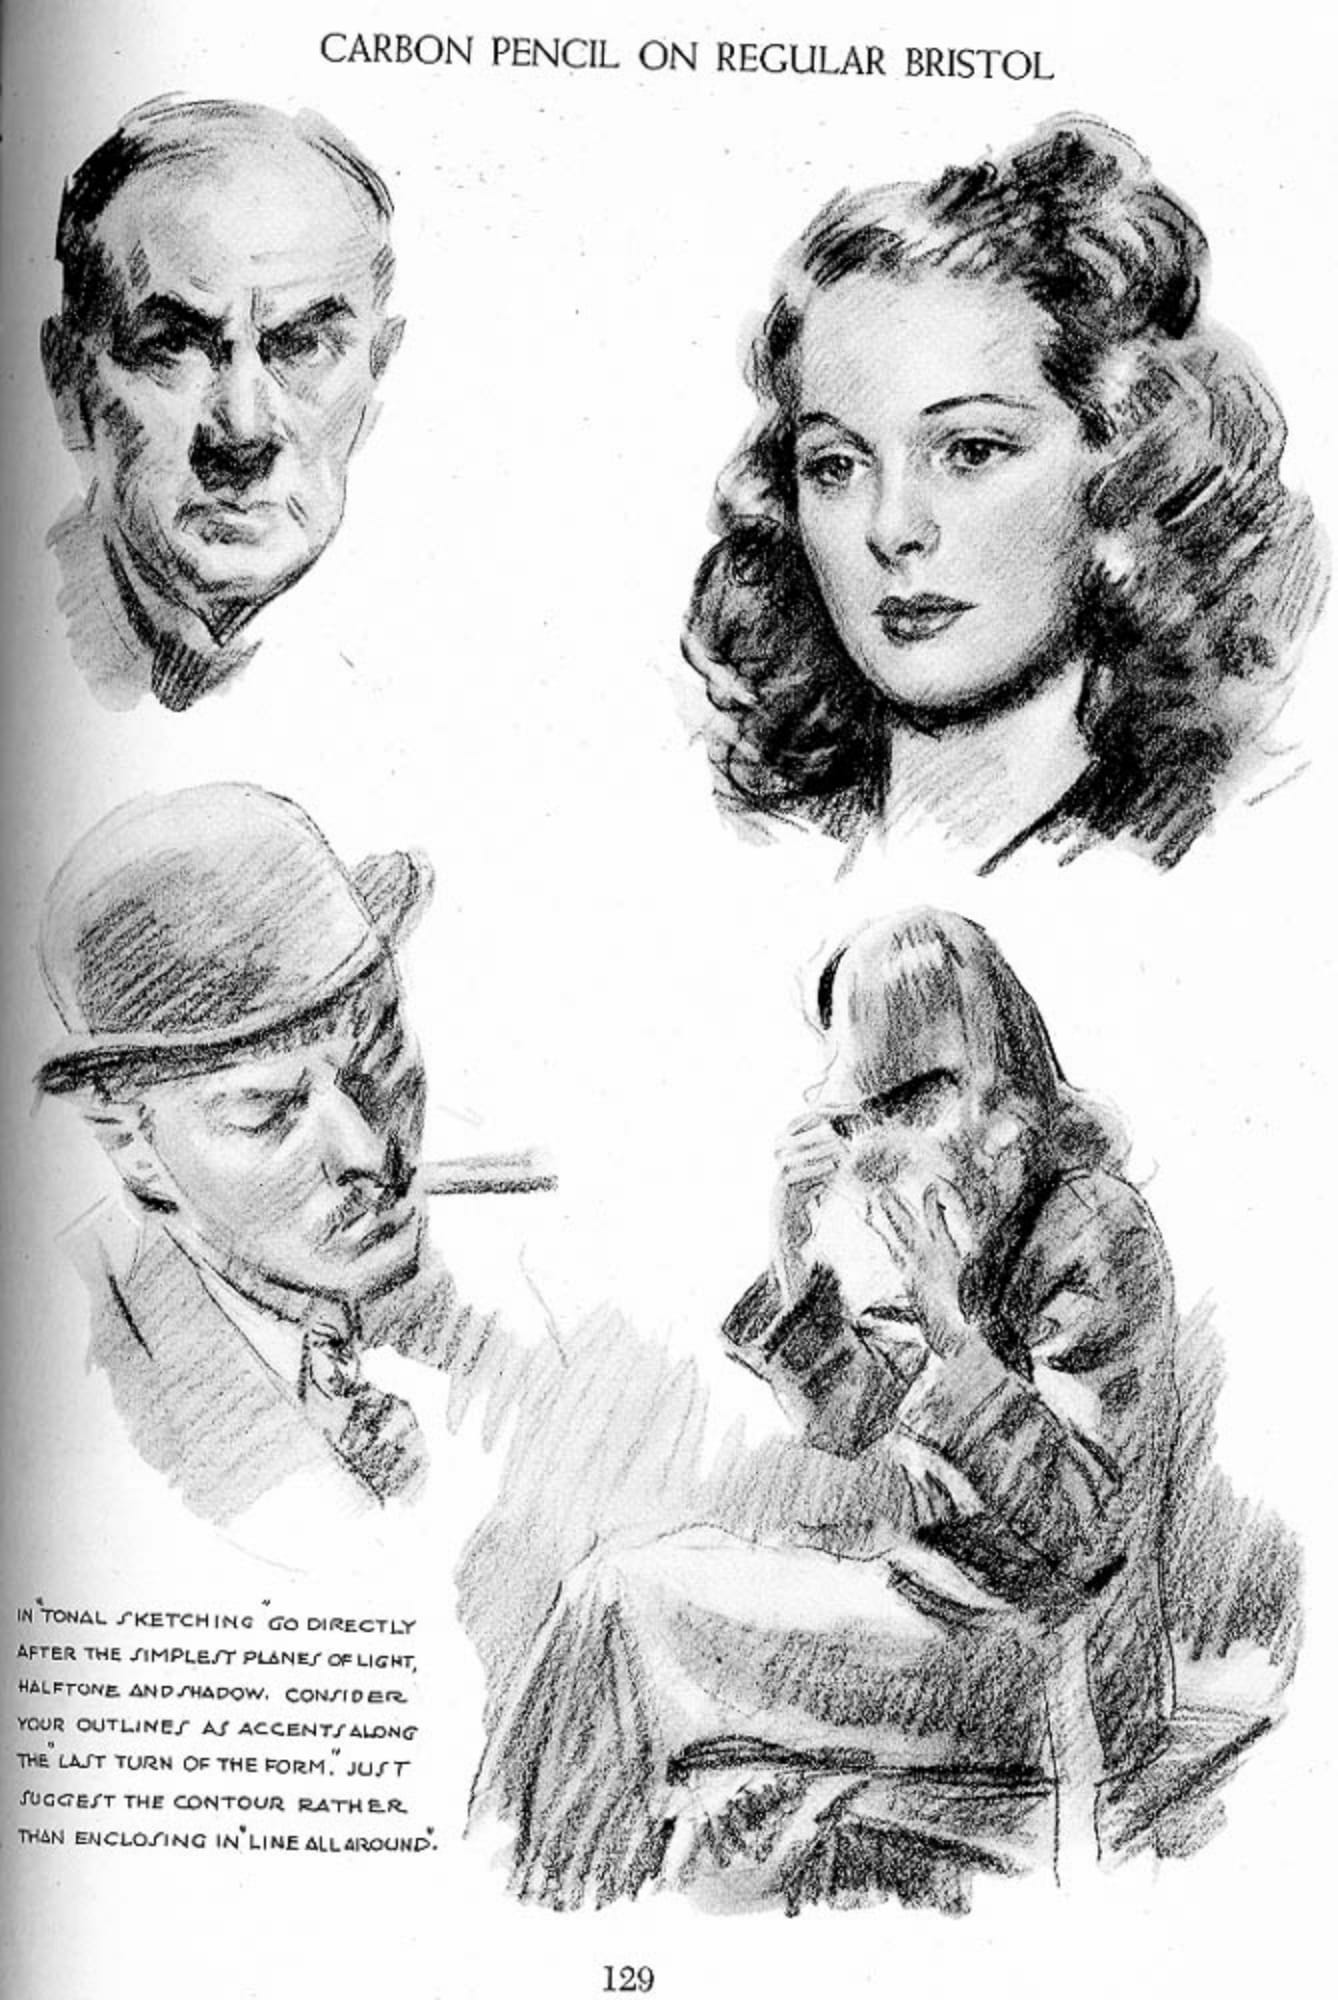 CARBON PENCIL ON REGULAR BRISTOL
IN "TONAL SKETCHING" GO DIRECTLY
AFTER THE SIMPLEST PLANES OF LIGHT,
HALFTONE AND SHADOW. CONSIDER
YOUR OUTLINES AS ACCENTS ALONG
THE "LAST TURN OF THE FORM." JUST
SUGGEST THE CONTOUR RATHER
THAN ENCLOSING IN "LINE ALL AROUND".
129